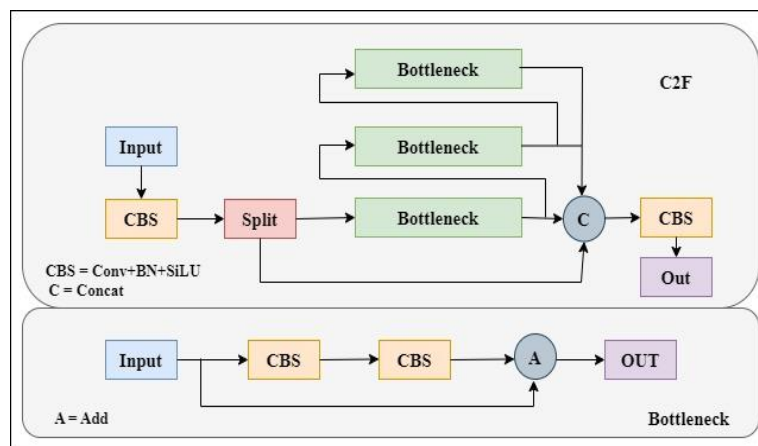 Bottleneck
C2F
Input
Bottleneck
CBS
Split
Bottleneck
C
CBS
CBS = Conv+BN+SiLU
C = Concat
Out
Input
CBS
CBS
A
OUT
A = Add
Bottleneck